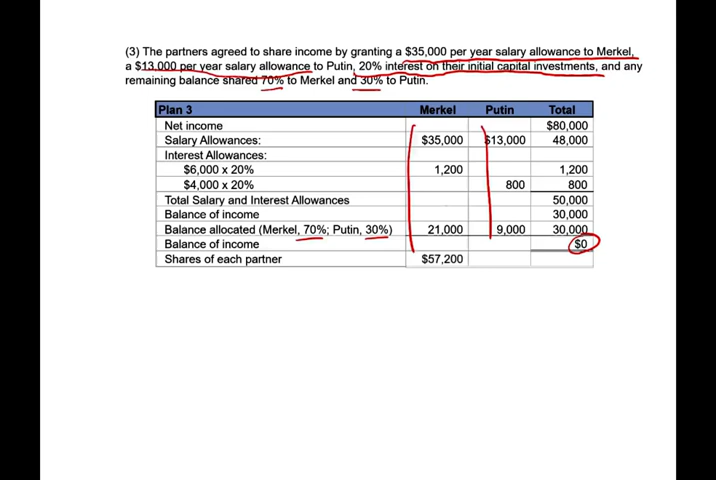 (3) The partners agreed to share income by granting a $35,000 per year salary allowance to Merkel,
a $13,000 per year salary allowance to Putin, 20% interest on their initial capital investments, and any
remaining balance shared 70% to Merkel and 30% to Putin.
Plan 3 Merkel Putin Total
Net income $80,000
Salary Allowances: $35,000 $13,000 48,000
Interest Allowances:
$6,000 x 20% 1,200 1,200
$4,000 x 20% 800 800
Total Salary and Interest Allowances 50,000
Balance of income 30,000
Balance allocated (Merkel, 70%; Putin, 30%) 21,000 9,000 30,000
Balance of income $0
Shares of each partner $57,200